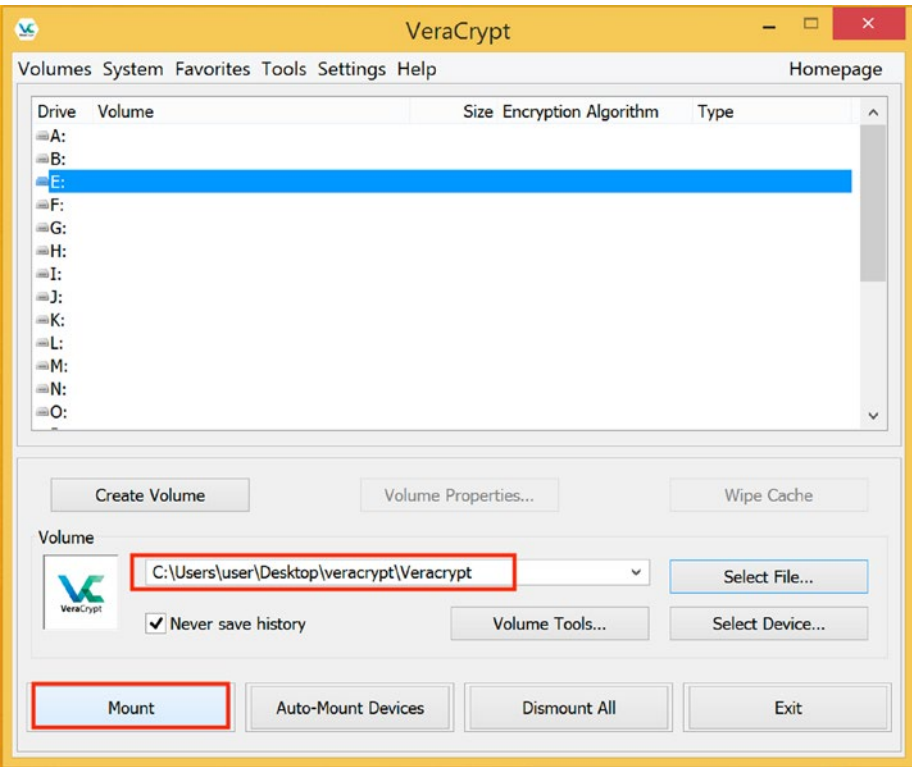 VeraCrypt
Volumes System Favorites Tools Settings Help Homepage
Drive Volume Size Encryption Algorithm Type
A:
B:
E:
F:
G:
H:
I:
J:
K:
L:
M:
N:
O:
Create Volume Volume Properties... Wipe Cache
Volume
C:\Users\user\Desktop\veracrypt\Veracrypt Select File...
VeraCrypt
Never save history Volume Tools... Select Device...
Mount Auto-Mount Devices Dismount All Exit